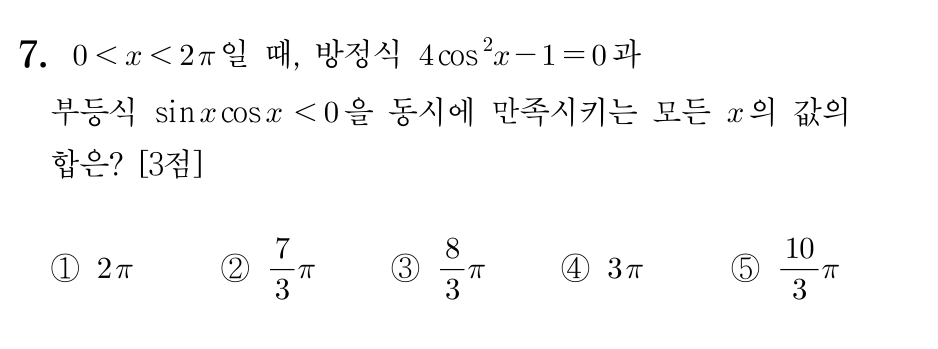 7. 0 < x < 2π일 때, 방정식 4cos²x − 1 = 0과
부등식 sin x cos x < 0을 동시에 만족시키는 모든 x의 값의
합은? [3점]
① 2π ② 7/3 π ③ 8/3 π ④ 3π ⑤ 10/3 π